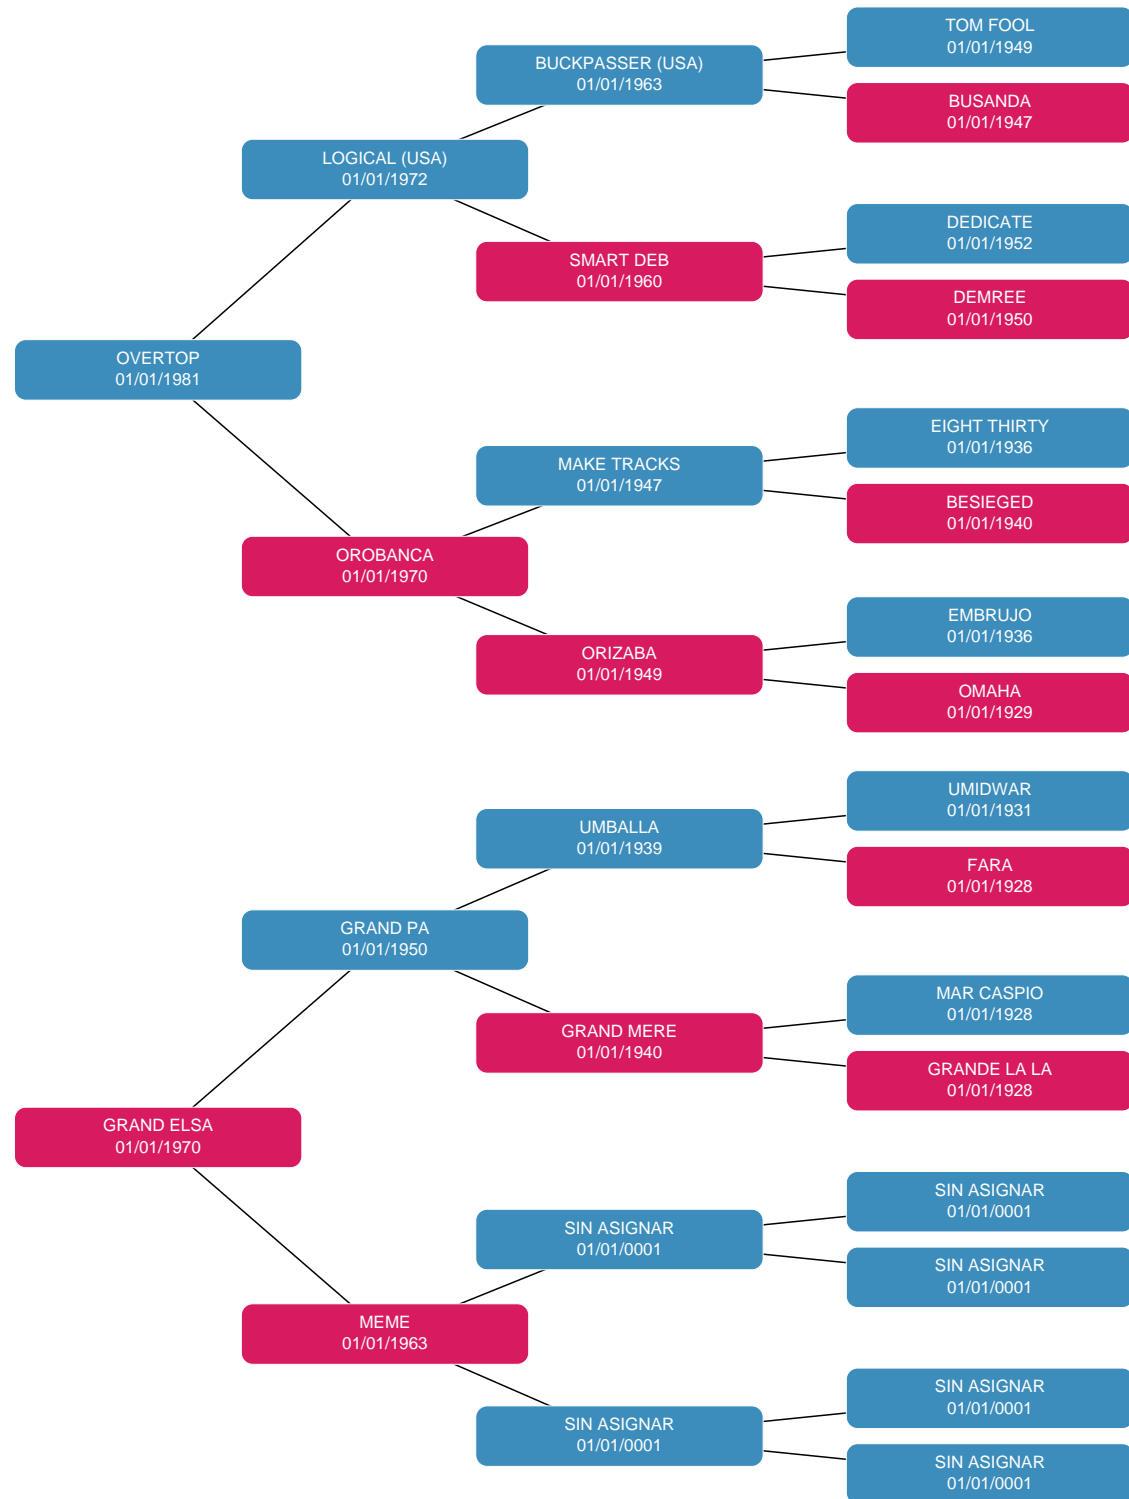 TOM FOOL
01/01/1949
BUCKPASSER (USA)
01/01/1963
BUSANDA
01/01/1947
LOGICAL (USA)
01/01/1972
DEDICATE
01/01/1952
SMART DEB
01/01/1960
DEMREE
01/01/1950
OVERTOP
01/01/1981
EIGHT THIRTY
01/01/1936
MAKE TRACKS
01/01/1947
BESIEGED
01/01/1940
OROBANCA
01/01/1970
EMBRUJO
01/01/1936
ORIZABA
01/01/1949
OMAHA
01/01/1929
UMIDWAR
01/01/1931
UMBALLA
01/01/1939
FARA
01/01/1928
GRAND PA
01/01/1950
MAR CASPIO
01/01/1928
GRAND MERE
01/01/1940
GRANDE LA LA
01/01/1928
GRAND ELSA
01/01/1970
SIN ASIGNAR
01/01/0001
SIN ASIGNAR
01/01/0001
SIN ASIGNAR
01/01/0001
MEME
01/01/1963
SIN ASIGNAR
01/01/0001
SIN ASIGNAR
01/01/0001
SIN ASIGNAR
01/01/0001